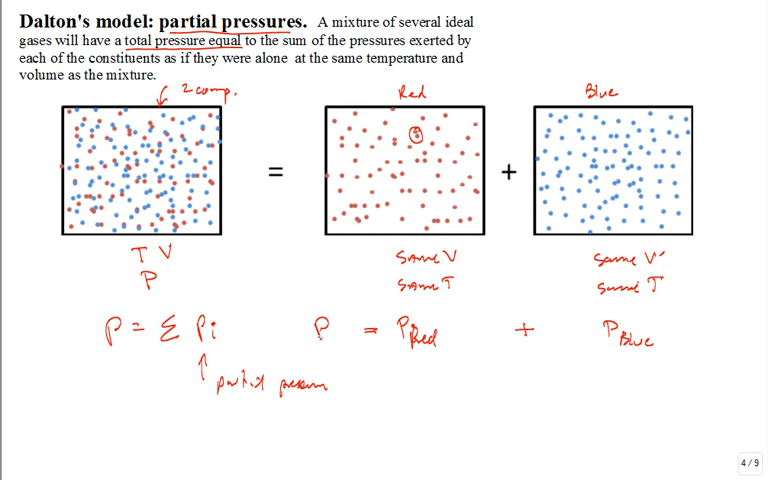 Dalton's model: partial pressures. A mixture of several ideal
gases will have a total pressure equal to the sum of the pressures exerted by
each of the constituents as if they were alone at the same temperature and
volume as the mixture.
2 comp. Red Blue
= +
T V Same V Same V
P Same T Same T
P = Σ Pi P = PRed + PBlue
partial pressure
4 / 9